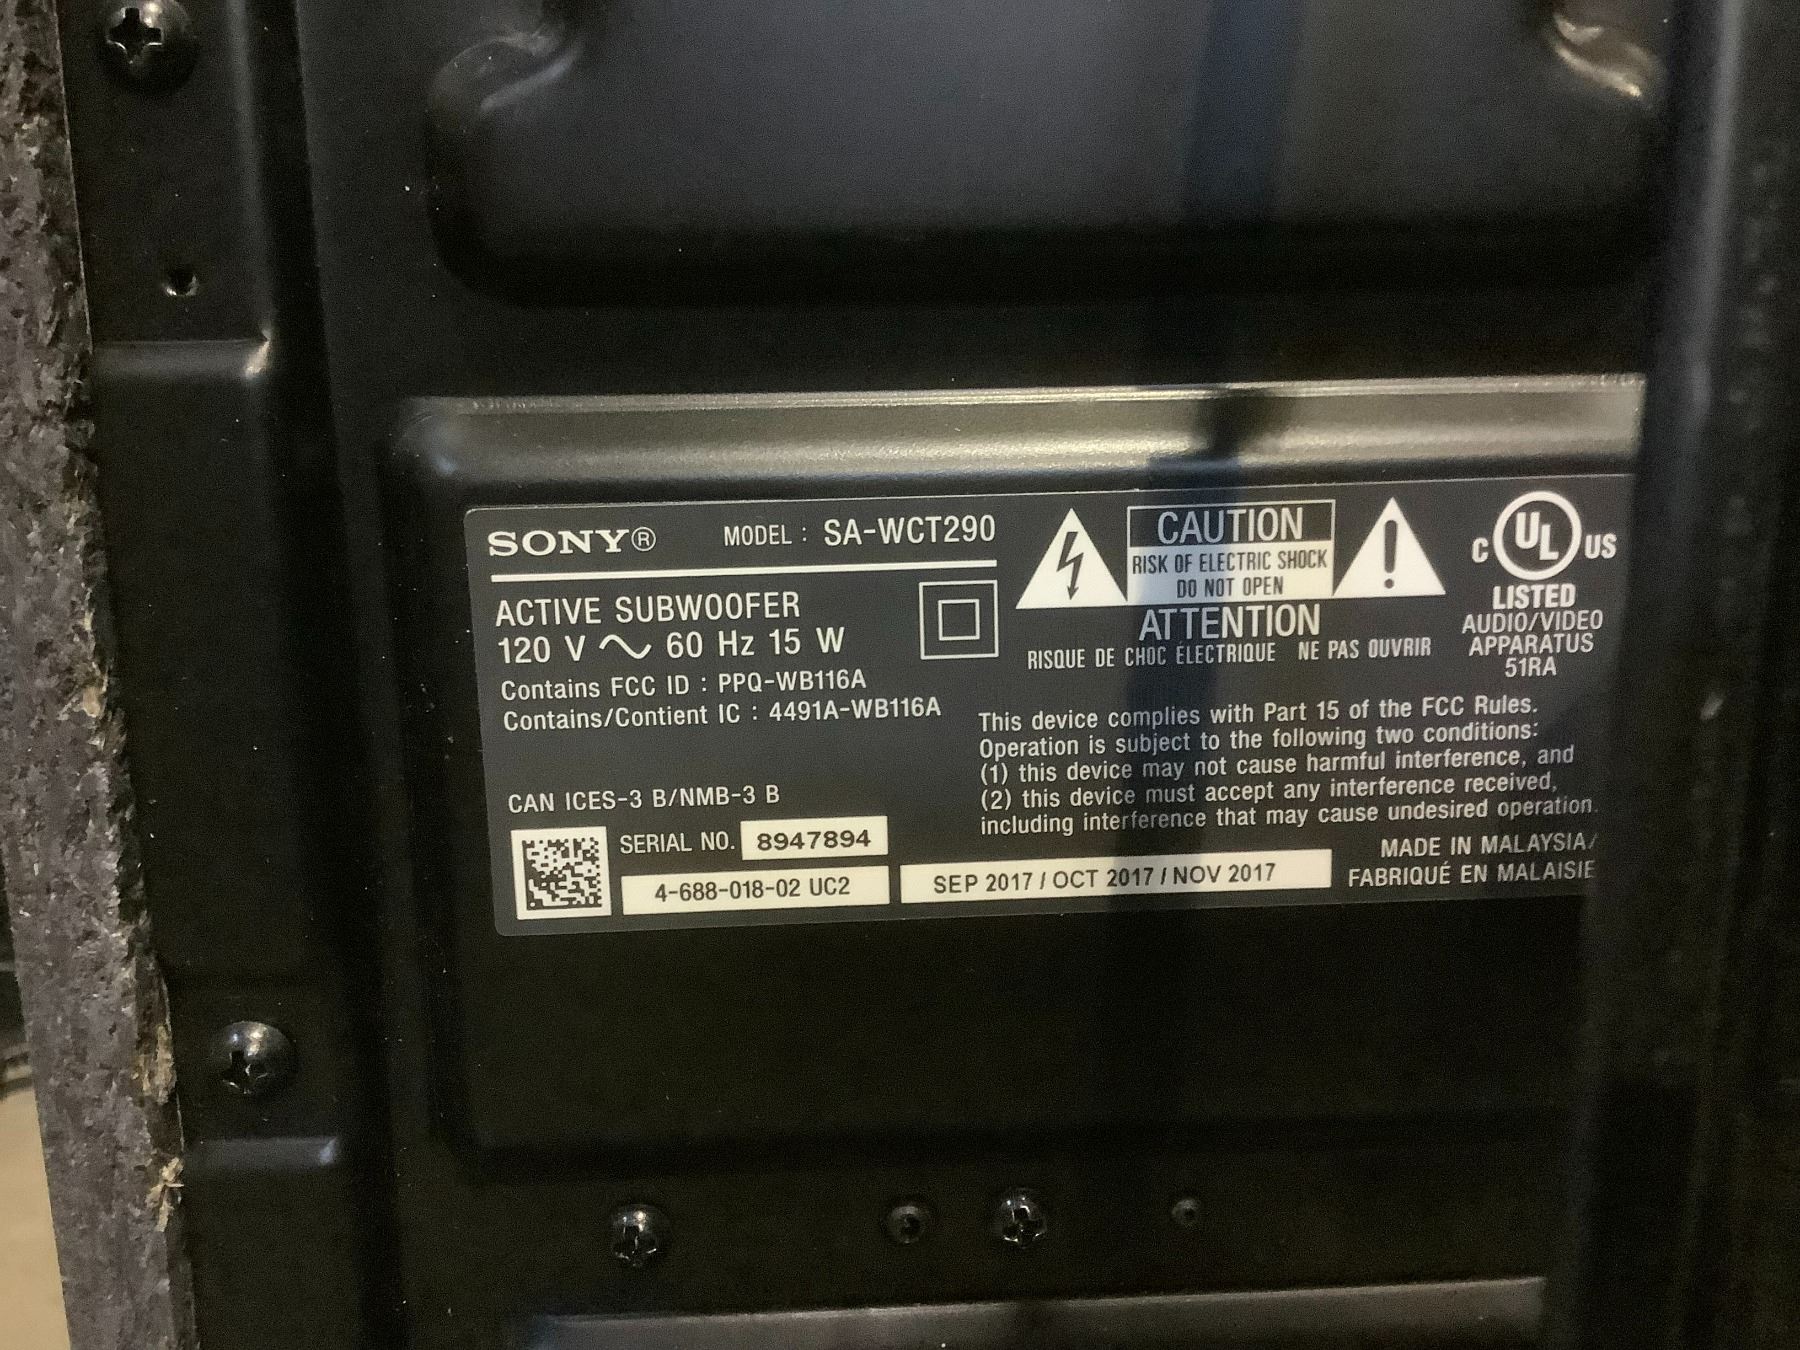 SONY® MODEL : SA-WCT290
ACTIVE SUBWOOFER
120 V ~ 60 Hz 15 W
Contains FCC ID : PPQ-WB116A
Contains/Contient IC : 4491A-WB116A
CAN ICES-3 B/NMB-3 B
SERIAL NO. 8947894
4-688-018-02 UC2
SEP 2017 / OCT 2017 / NOV 2017
CAUTION
RISK OF ELECTRIC SHOCK
DO NOT OPEN
ATTENTION
RISQUE DE CHOC ELECTRIQUE NE PAS OUVRIR
C UL US
LISTED
AUDIO/VIDEO
APPARATUS
51RA
This device complies with Part 15 of the FCC Rules.
Operation is subject to the following two conditions:
(1) this device may not cause harmful interference, and
(2) this device must accept any interference received,
including interference that may cause undesired operation.
MADE IN MALAYSIA/
FABRIQUÉ EN MALAISIE